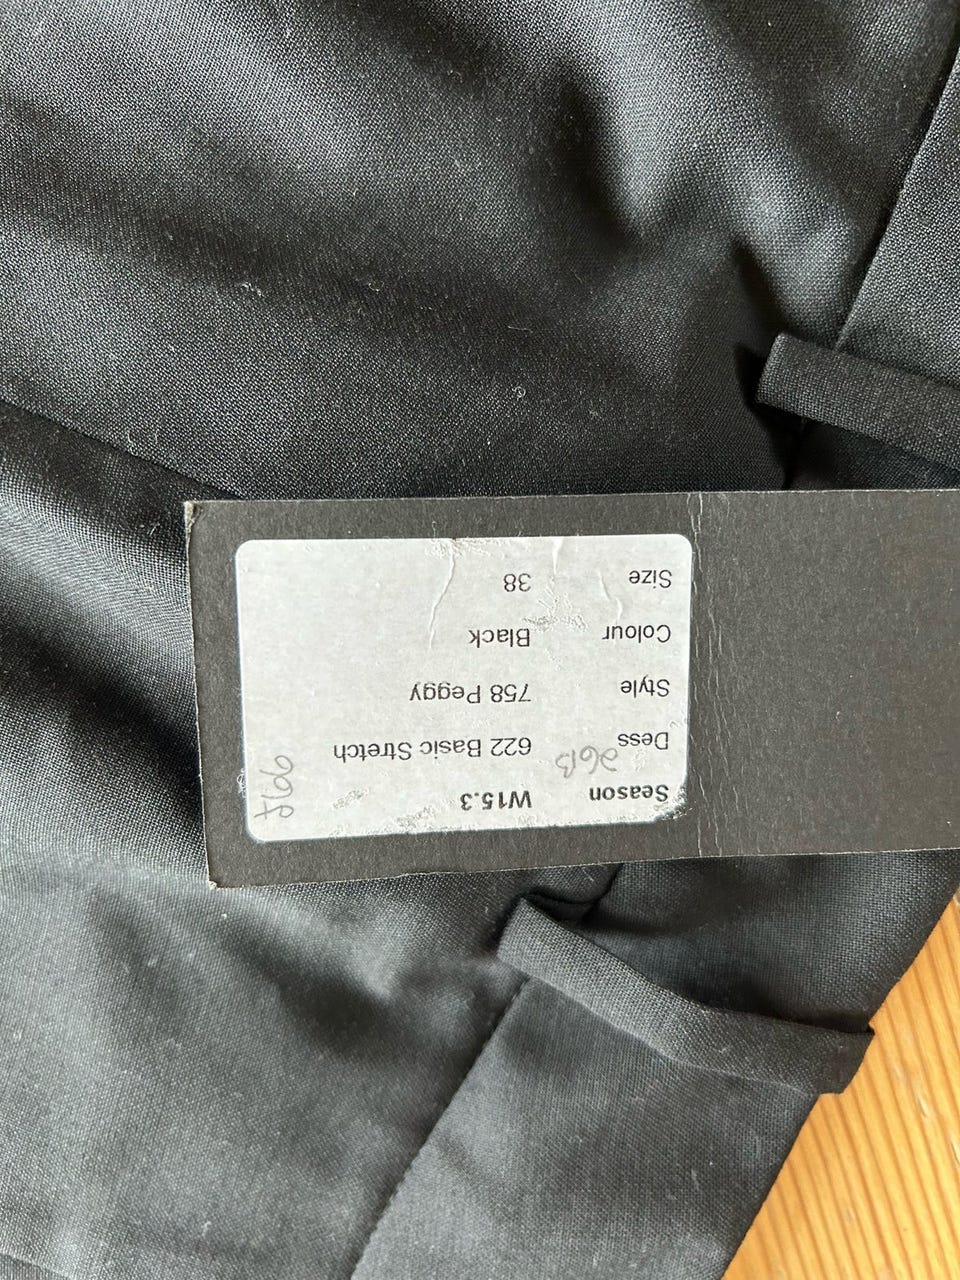 Season W15.3
Dess 622 Basic Stretch
Style 758 Peggy
Colour Black
Size 38